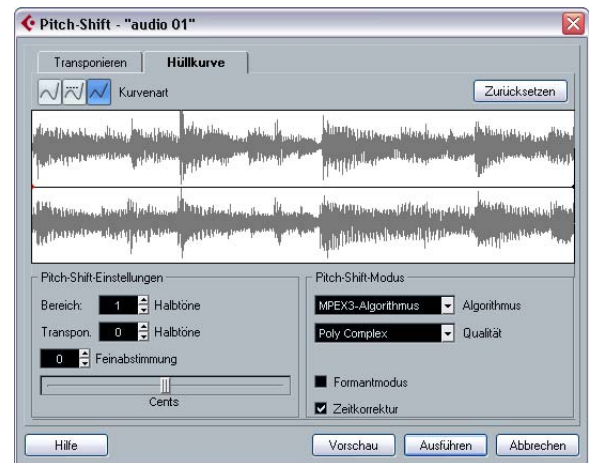 Pitch-Shift - "audio 01"
Transponieren Hüllkurve
Kurvenart Zurücksetzen
Pitch-Shift-Einstellungen
Bereich: 1 Halbtöne
Transpon. 0 Halbtöne
0 Feinabstimmung
Cents
Pitch-Shift-Modus
MPEX3-Algorithmus Algorithmus
Poly Complex Qualität
Formantmodus
Zeitkorrektur
Hilfe Vorschau Ausführen Abbrechen